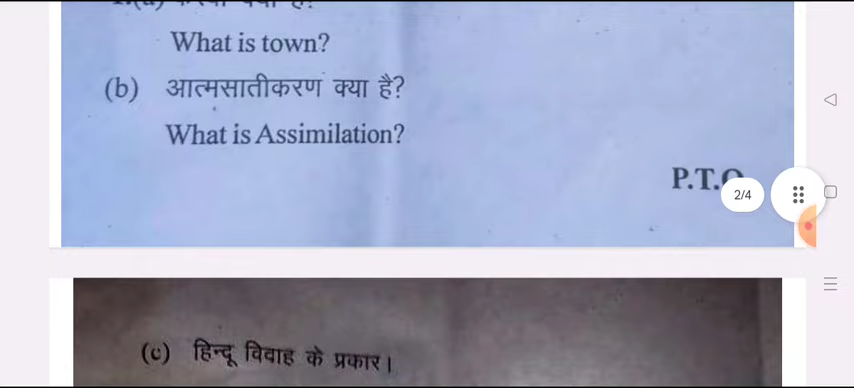 What is town?
(b) आत्मसातीकरण क्या है?
What is Assimilation?
P.T.O
2/4
(c) हिन्दू विवाह के प्रकार।